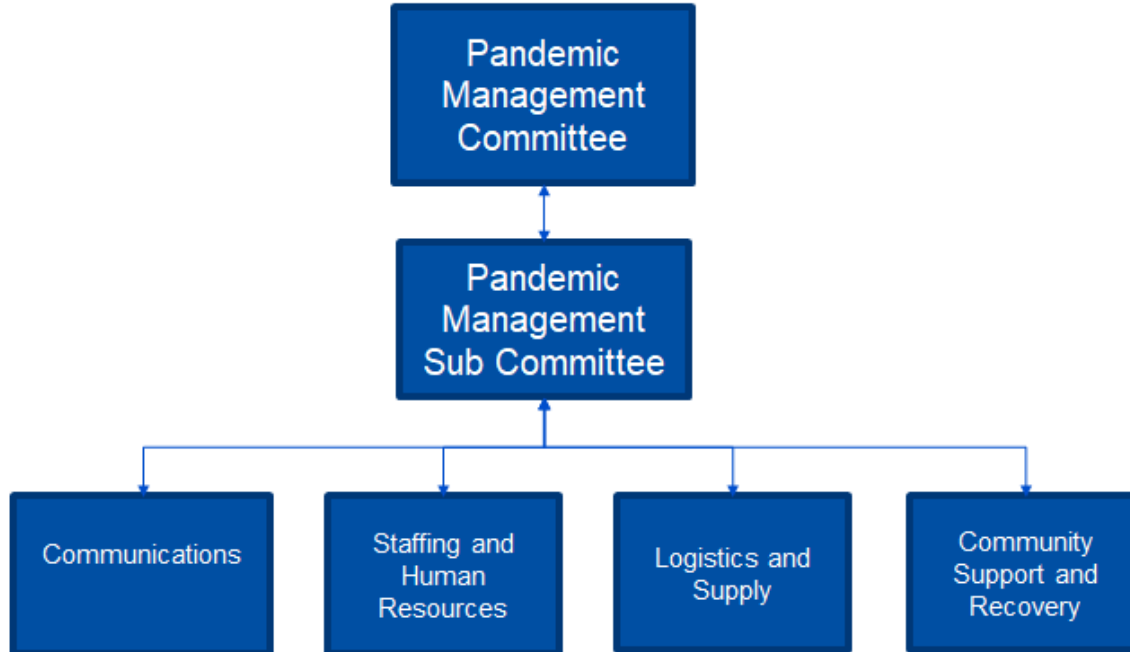 Pandemic
Management
Committee
Pandemic
Management
Sub Committee
Communications
Staffing and
Human
Resources
Logistics and
Supply
Community
Support and
Recovery